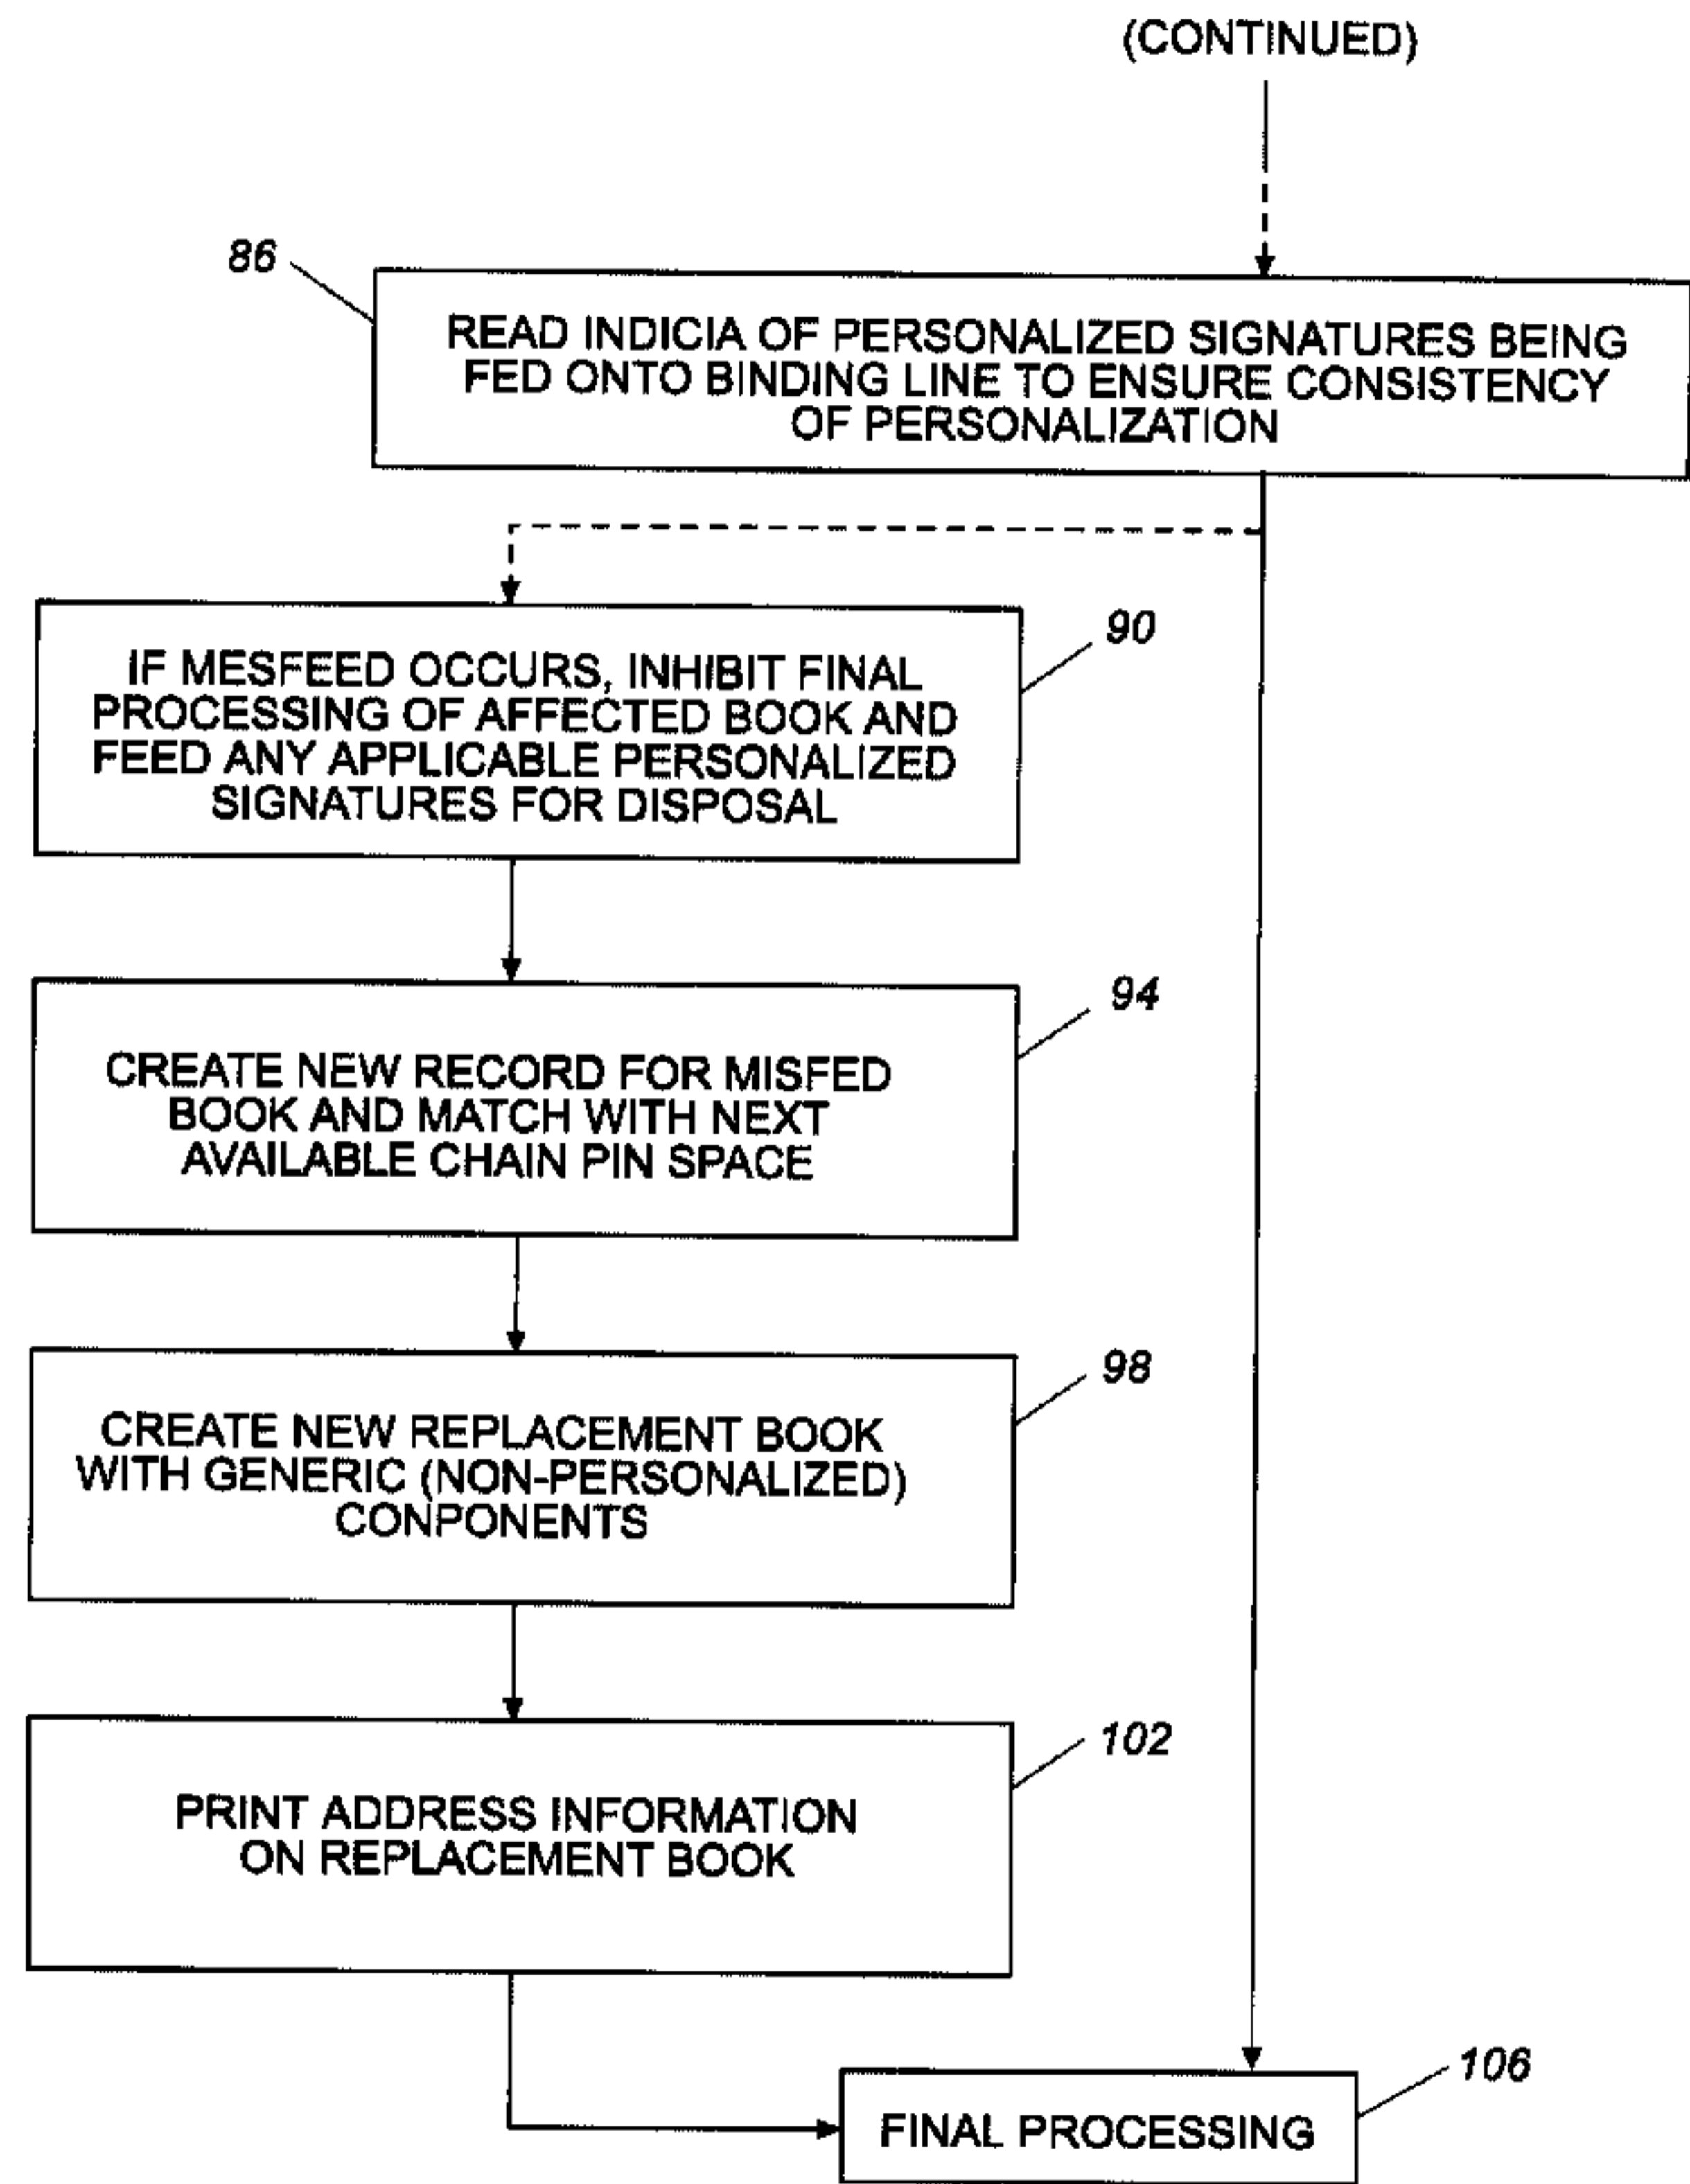 (CONTINUED)
86
READ INDICIA OF PERSONALIZED SIGNATURES BEING
FED ONTO BINDING LINE TO ENSURE CONSISTENCY
OF PERSONALIZATION
90
IF MESFEED OCCURS, INHIBIT FINAL
PROCESSING OF AFFECTED BOOK AND
FEED ANY APPLICABLE PERSONALIZED
SIGNATURES FOR DISPOSAL
94
CREATE NEW RECORD FOR MISFED
BOOK AND MATCH WITH NEXT
AVAILABLE CHAIN PIN SPACE
98
CREATE NEW REPLACEMENT BOOK
WITH GENERIC (NON-PERSONALIZED)
CONPONENTS
102
PRINT ADDRESS INFORMATION
ON REPLACEMENT BOOK
106
FINAL PROCESSING